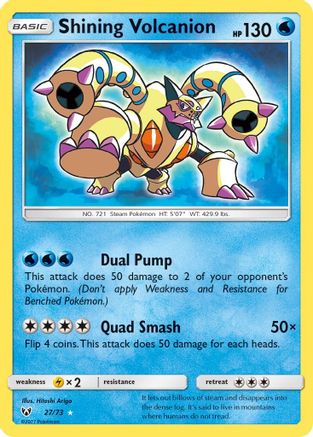 BASIC Shining Volcanion HP130
NO. 721 Steam Pokémon HT: 5'07" WT: 429.9 lbs.
Dual Pump
This attack does 50 damage to 2 of your opponent's
Pokémon. (Don't apply Weakness and Resistance for
Benched Pokémon.)
Quad Smash 50×
Flip 4 coins. This attack does 50 damage for each heads.
weakness ×2 resistance retreat
Illus. Hitoshi Ariga
27/73
©2017 Pokémon
It lets out billows of steam and disappears into
the dense fog. It's said to live in mountains
where humans do not tread.